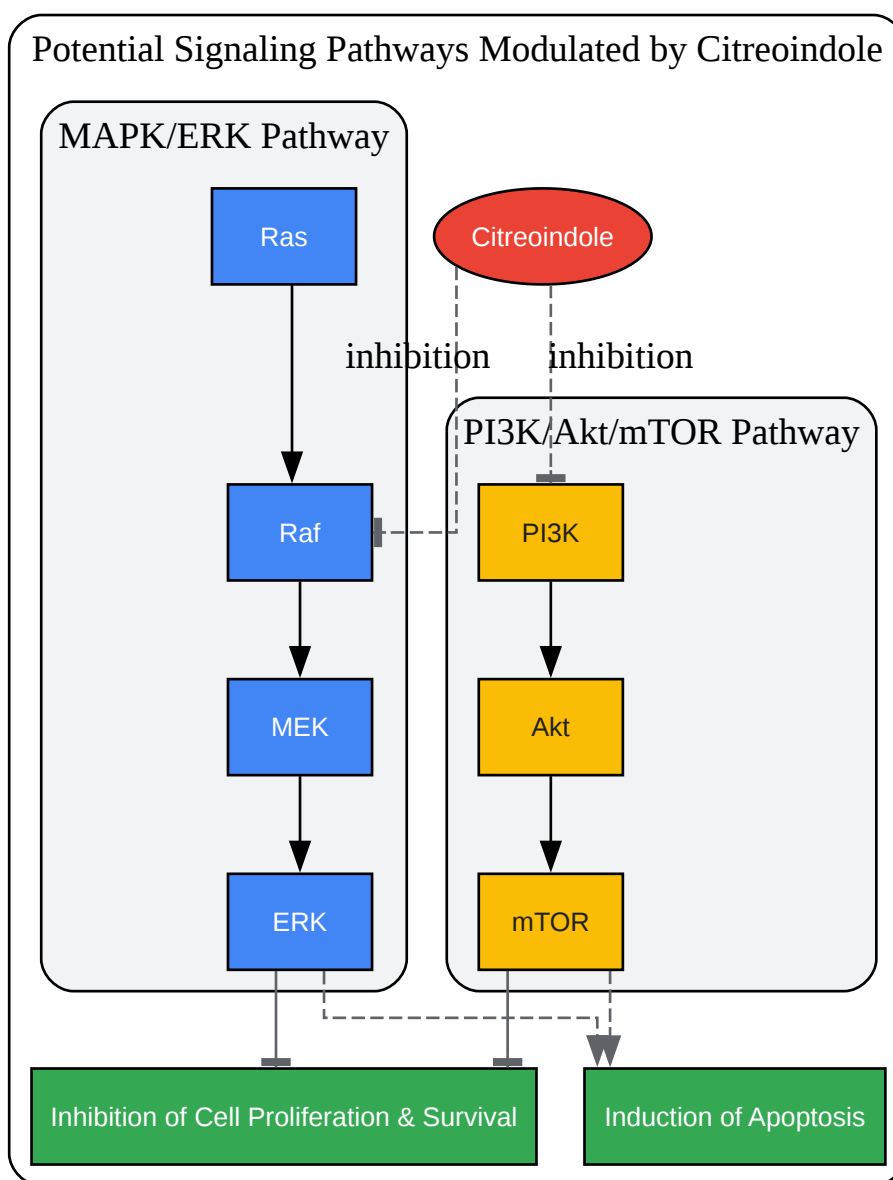 Potential Signaling Pathways Modulated by Citreoindole
MAPK/ERK Pathway
Ras
Citreoindole
inhibition
inhibition
PI3K/Akt/mTOR Pathway
Raf
PI3K
MEK
Akt
ERK
mTOR
Inhibition of Cell Proliferation & Survival
Induction of Apoptosis